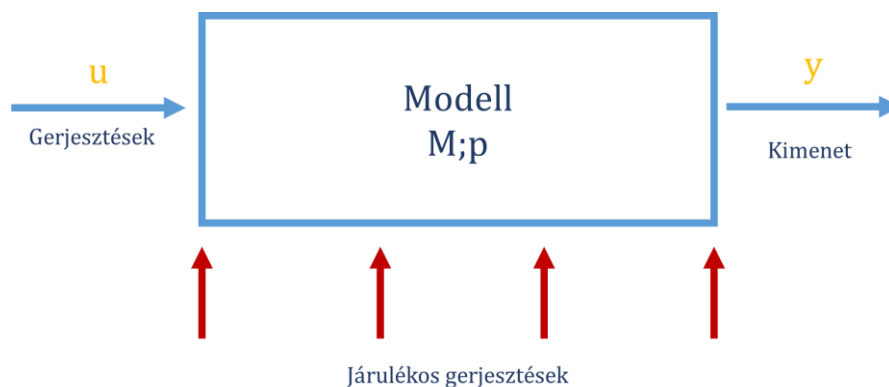 u
Gerjesztések
Modell
M;p
y
Kimenet
Járulékos gerjesztések